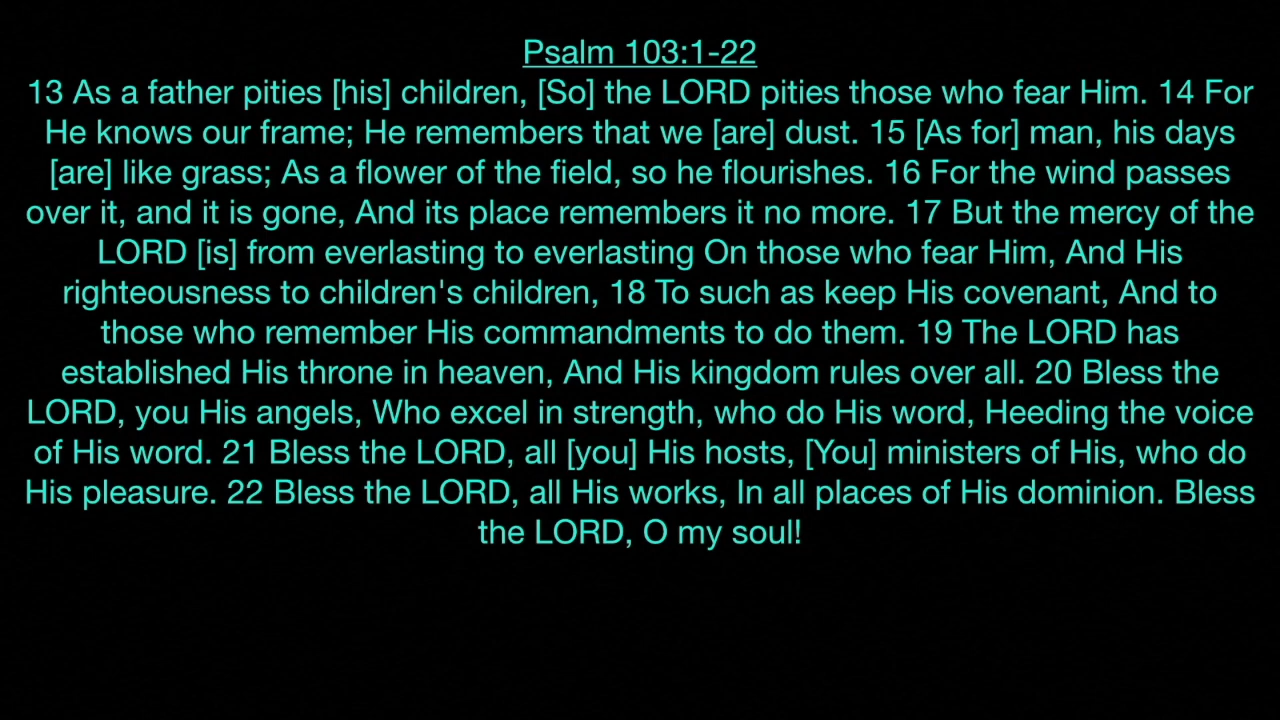 Psalm 103:1-22
13 As a father pities [his] children, [So] the LORD pities those who fear Him. 14 For
He knows our frame; He remembers that we [are] dust. 15 [As for] man, his days
[are] like grass; As a flower of the field, so he flourishes. 16 For the wind passes
over it, and it is gone, And its place remembers it no more. 17 But the mercy of the
LORD [is] from everlasting to everlasting On those who fear Him, And His
righteousness to children's children, 18 To such as keep His covenant, And to
those who remember His commandments to do them. 19 The LORD has
established His throne in heaven, And His kingdom rules over all. 20 Bless the
LORD, you His angels, Who excel in strength, who do His word, Heeding the voice
of His word. 21 Bless the LORD, all [you] His hosts, [You] ministers of His, who do
His pleasure. 22 Bless the LORD, all His works, In all places of His dominion. Bless
the LORD, O my soul!